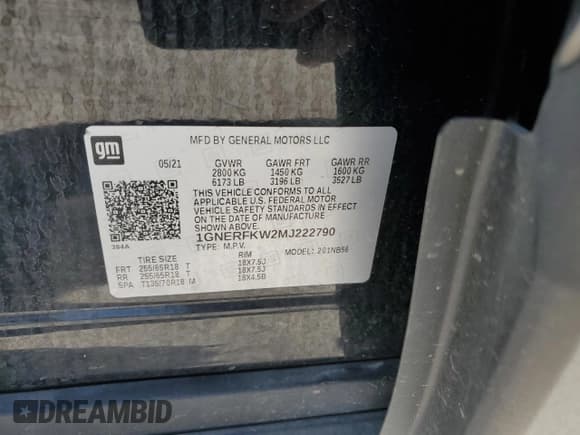 gm
MFD BY GENERAL MOTORS LLC
05/21 GVWR GAWR FRT GAWR RR
2800 KG 1450 KG 1600 KG
6173 LB 3196 LB 3527 LB
THIS VEHICLE CONFORMS TO ALL
APPLICABLE U.S. FEDERAL MOTOR VEHICLE
SAFETY STANDARDS IN EFFECT ON THE
DATE OF MANUFACTURE
1GNERFKW2MJ222790
TYPE: M.P.V. MODEL: 201NB56
384A
TIRE SIZE RIM
FRT 255/65R18 T 18X7.5J
RR 255/65R18 T 18X7.5J
SPA T135/70R18 M 18X4.5B
DREAMBID